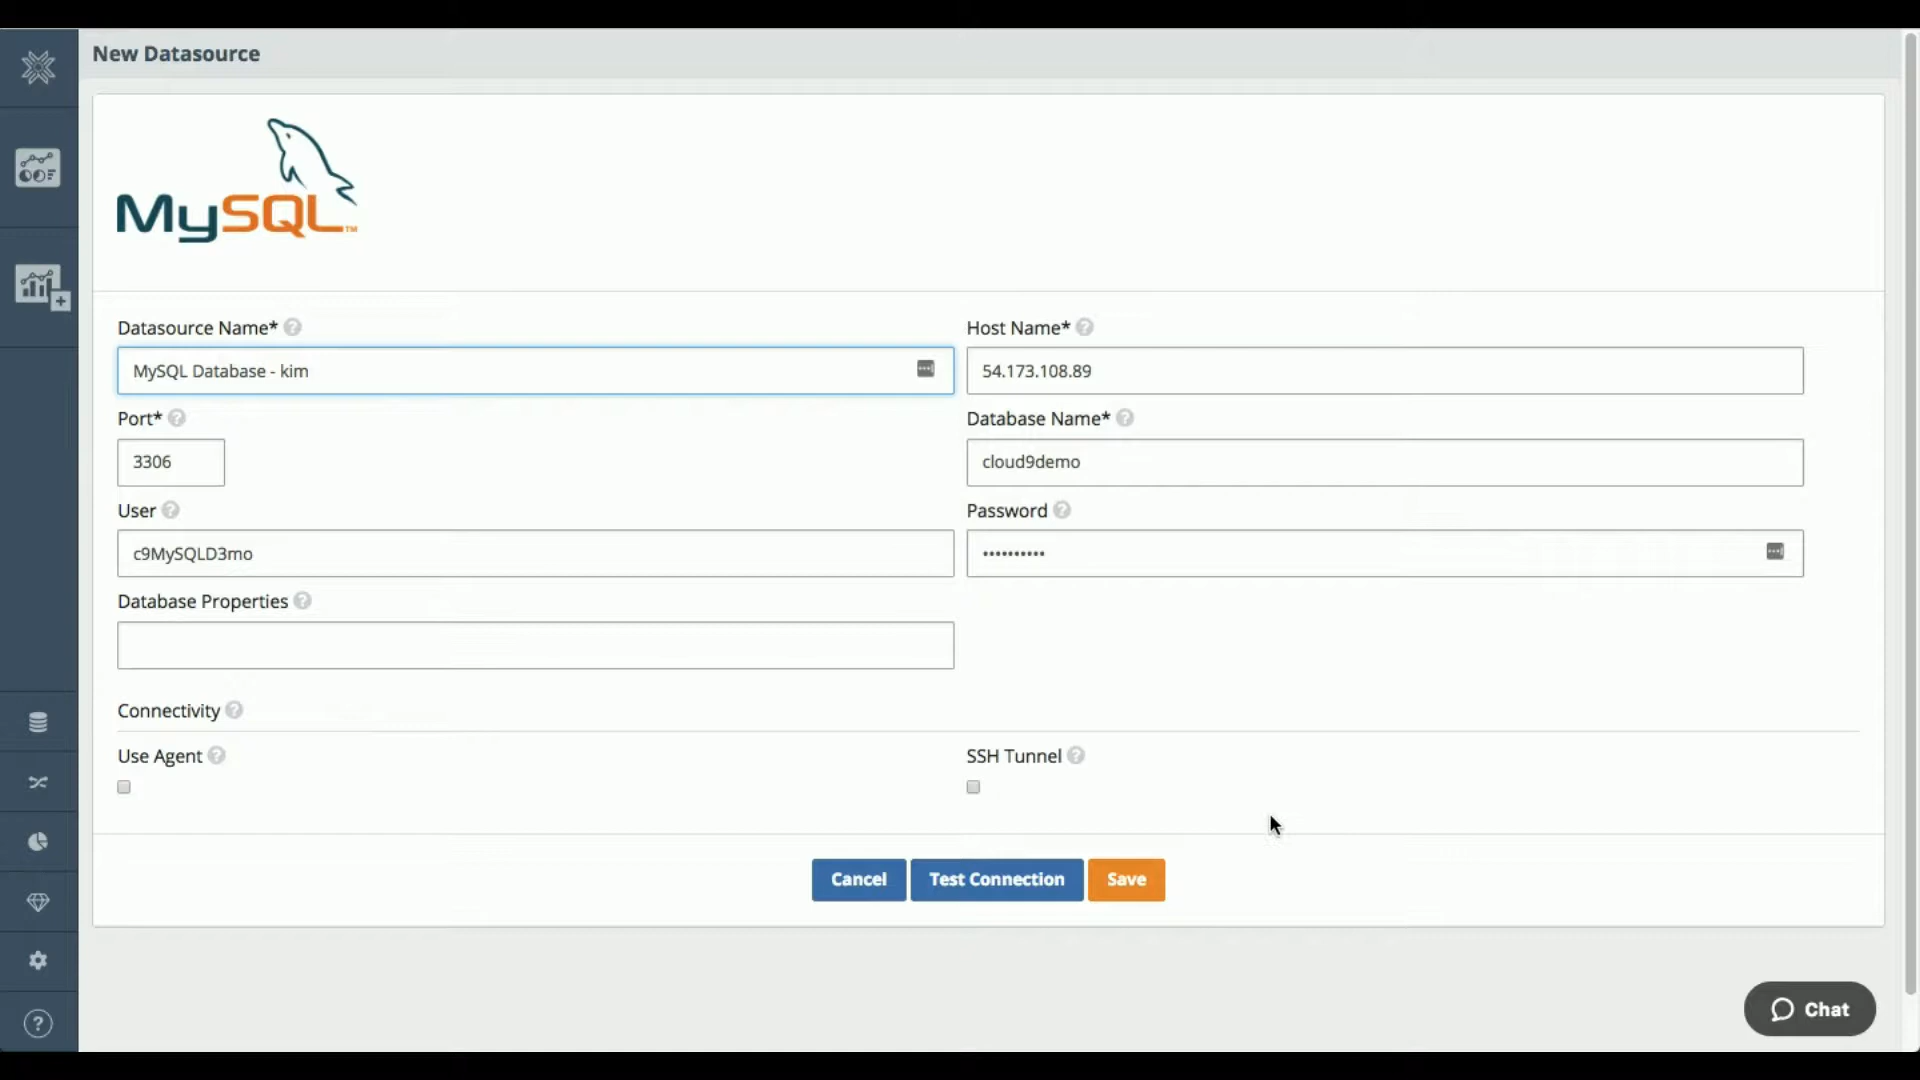 New Datasource
MySQL™
Datasource Name*
Host Name*
MySQL Database - kim
54.173.108.89
Port*
Database Name*
3306
cloud9demo
User
Password
c9MySQLD3mo
••••••••••
Database Properties
Connectivity
Use Agent
SSH Tunnel
Cancel
Test Connection
Save
Chat